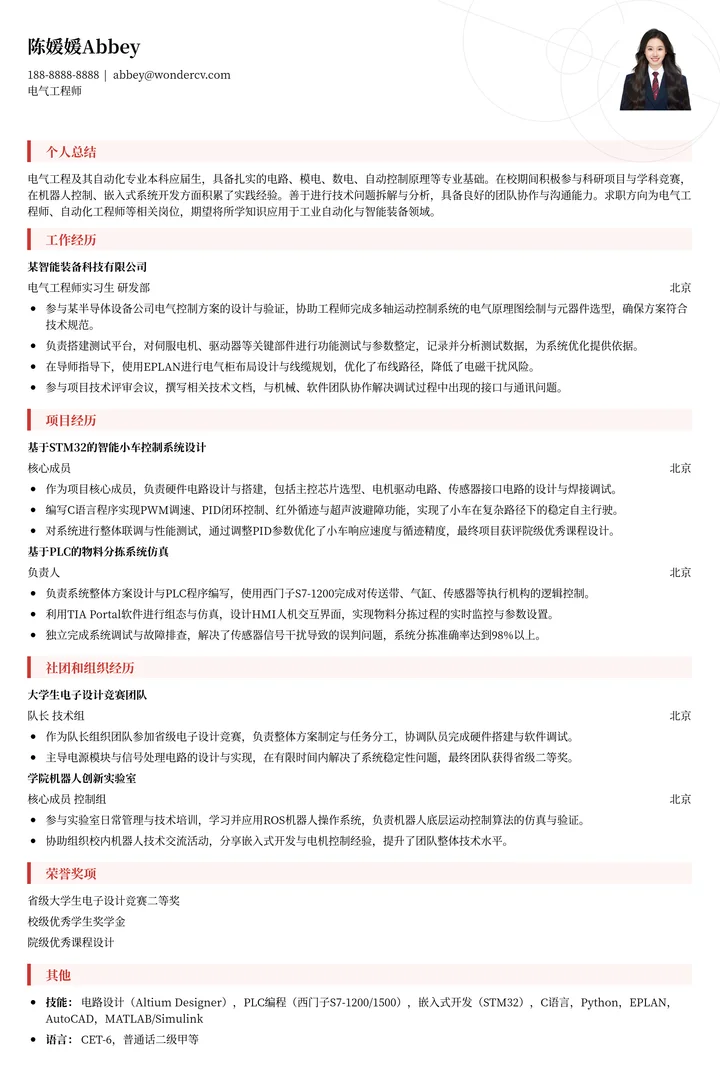 陈媛媛Abbey
188-8888-8888 | abbey@wondercv.com
电气工程师
个人总结
电气工程及其自动化专业本科应届生，具备扎实的电路、模电、数电、自动控制原理等专业基础。在校期间积极参与科研项目与学科竞赛，
在机器人控制、嵌入式系统开发方面积累了实践经验。善于进行技术问题拆解与分析，具备良好的团队协作与沟通能力。求职方向为电气工
程师、自动化工程师等相关岗位，期望将所学知识应用于工业自动化与智能装备领域。
工作经历
某智能装备科技有限公司
电气工程师实习生 研发部 北京
• 参与某半导体设备公司电气控制方案的设计与验证，协助工程师完成多轴运动控制系统的电气原理图绘制与元器件选型，确保方案符合
技术规范。
• 负责搭建测试平台，对伺服电机、驱动器等关键部件进行功能测试与参数整定，记录并分析测试数据，为系统优化提供依据。
• 在导师指导下，使用EPLAN进行电气柜布局设计与线缆规划，优化了布线路径，降低了电磁干扰风险。
• 参与项目技术评审会议，撰写相关技术文档，与机械、软件团队协作解决调试过程中出现的接口与通讯问题。
项目经历
基于STM32的智能小车控制系统设计
核心成员 北京
• 作为项目核心成员，负责硬件电路设计与搭建，包括主控芯片选型、电机驱动电路、传感器接口电路的设计与焊接调试。
• 编写C语言程序实现PWM调速、PID闭环控制、红外循迹与超声波避障功能，实现了小车在复杂路径下的稳定自主行驶。
• 对系统进行整体联调与性能测试，通过调整PID参数优化了小车响应速度与循迹精度，最终项目获评院级优秀课程设计。
基于PLC的物料分拣系统仿真
负责人 北京
• 负责系统整体方案设计与PLC程序编写，使用西门子S7-1200完成对传送带、气缸、传感器等执行机构的逻辑控制。
• 利用TIA Portal软件进行组态与仿真，设计HMI人机交互界面，实现物料分拣过程的实时监控与参数设置。
• 独立完成系统调试与故障排查，解决了传感器信号干扰导致的误判问题，系统分拣准确率达到98%以上。
社团和组织经历
大学生电子设计竞赛团队
队长 技术组 北京
• 作为队长组织团队参加省级电子设计竞赛，负责整体方案制定与任务分工，协调队员完成硬件搭建与软件调试。
• 主导电源模块与信号处理电路的设计与实现，在有限时间内解决了系统稳定性问题，最终团队获得省级二等奖。
学院机器人创新实验室
核心成员 控制组 北京
• 参与实验室日常管理与技术培训，学习并应用ROS机器人操作系统，负责机器人底层运动控制算法的仿真与验证。
• 协助组织校内机器人技术交流活动，分享嵌入式开发与电机控制经验，提升了团队整体技术水平。
荣誉奖项
省级大学生电子设计竞赛二等奖
校级优秀学生奖学金
院级优秀课程设计
其他
• 技能： 电路设计（Altium Designer），PLC编程（西门子S7-1200/1500），嵌入式开发（STM32），C语言，Python，EPLAN，
AutoCAD，MATLAB/Simulink
• 语言： CET-6，普通话二级甲等